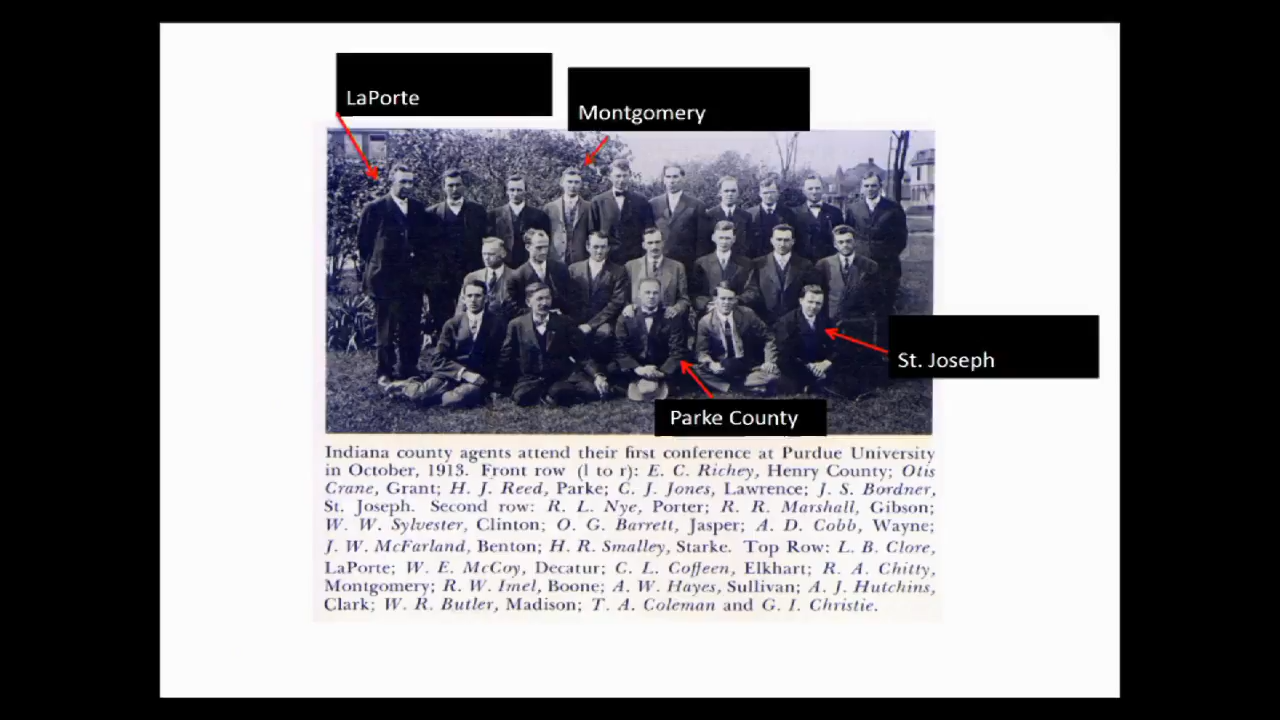 LaPorte
Montgomery
St. Joseph
Parke County
Indiana county agents attend their first conference at Purdue University
in October, 1913. Front row (l to r): E. C. Richey, Henry County; Otis
Crane, Grant; H. J. Reed, Parke; C. J. Jones, Lawrence; J. S. Bordner,
St. Joseph. Second row: R. L. Nye, Porter; R. R. Marshall, Gibson;
W. W. Sylvester, Clinton; O. G. Barrett, Jasper; A. D. Cobb, Wayne;
J. W. McFarland, Benton; H. R. Smalley, Starke. Top Row: L. B. Clore,
LaPorte; W. E. McCoy, Decatur; C. L. Coffeen, Elkhart; R. A. Chitty,
Montgomery; R. W. Imel, Boone; A. W. Hayes, Sullivan; A. J. Hutchins,
Clark; W. R. Butler, Madison; T. A. Coleman and G. I. Christie.